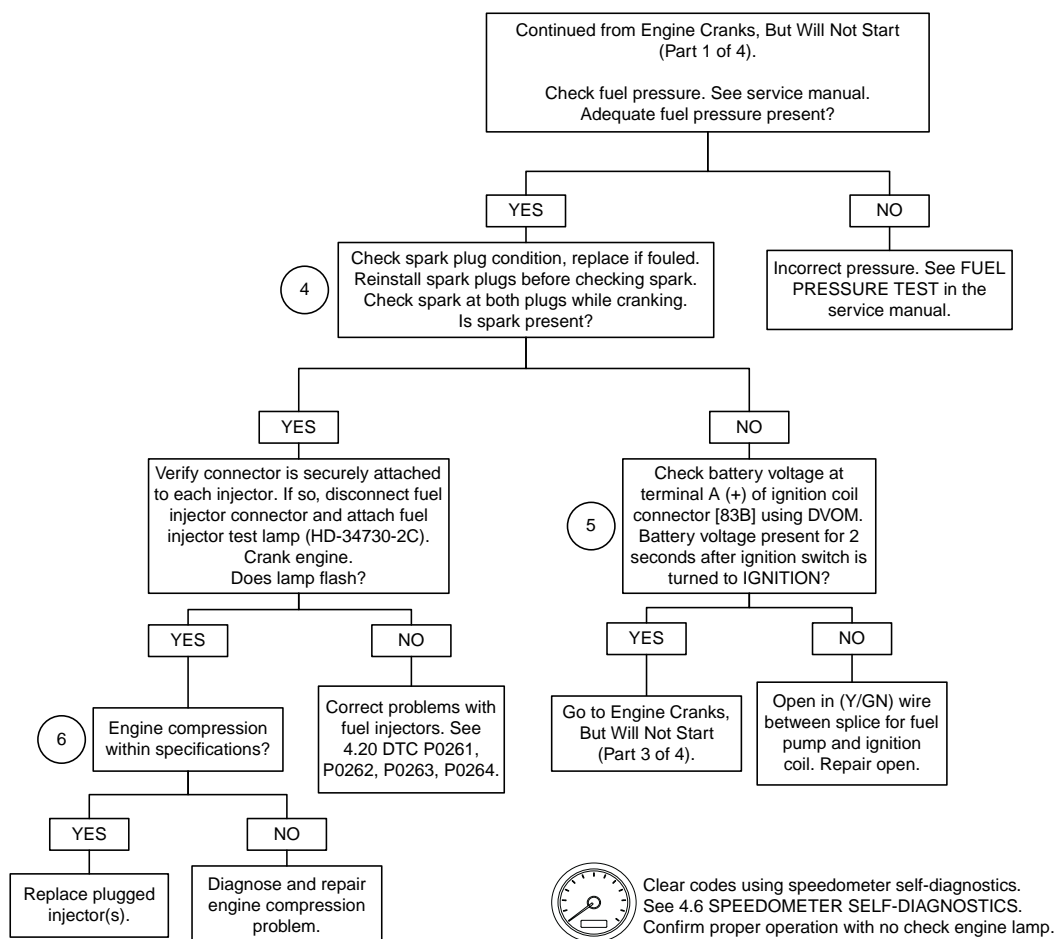 Continued from Engine Cranks, But Will Not Start
(Part 1 of 4).
Check fuel pressure. See service manual.
Adequate fuel pressure present?
YES
NO
4
Check spark plug condition, replace if fouled.
Reinstall spark plugs before checking spark.
Check spark at both plugs while cranking.
Is spark present?
Incorrect pressure. See FUEL
PRESSURE TEST in the
service manual.
YES
NO
Verify connector is securely attached
to each injector. If so, disconnect fuel
injector connector and attach fuel
injector test lamp (HD-34730-2C).
Crank engine.
Does lamp flash?
5
Check battery voltage at
terminal A (+) of ignition coil
connector [83B] using DVOM.
Battery voltage present for 2
seconds after ignition switch is
turned to IGNITION?
YES
NO
YES
NO
6
Engine compression
within specifications?
Correct problems with
fuel injectors. See
4.20 DTC P0261,
P0262, P0263, P0264.
Go to Engine Cranks,
But Will Not Start
(Part 3 of 4).
Open in (Y/GN) wire
between splice for fuel
pump and ignition
coil. Repair open.
YES
NO
Replace plugged
injector(s).
Diagnose and repair
engine compression
problem.
Clear codes using speedometer self-diagnostics.
See 4.6 SPEEDOMETER SELF-DIAGNOSTICS.
Confirm proper operation with no check engine lamp.